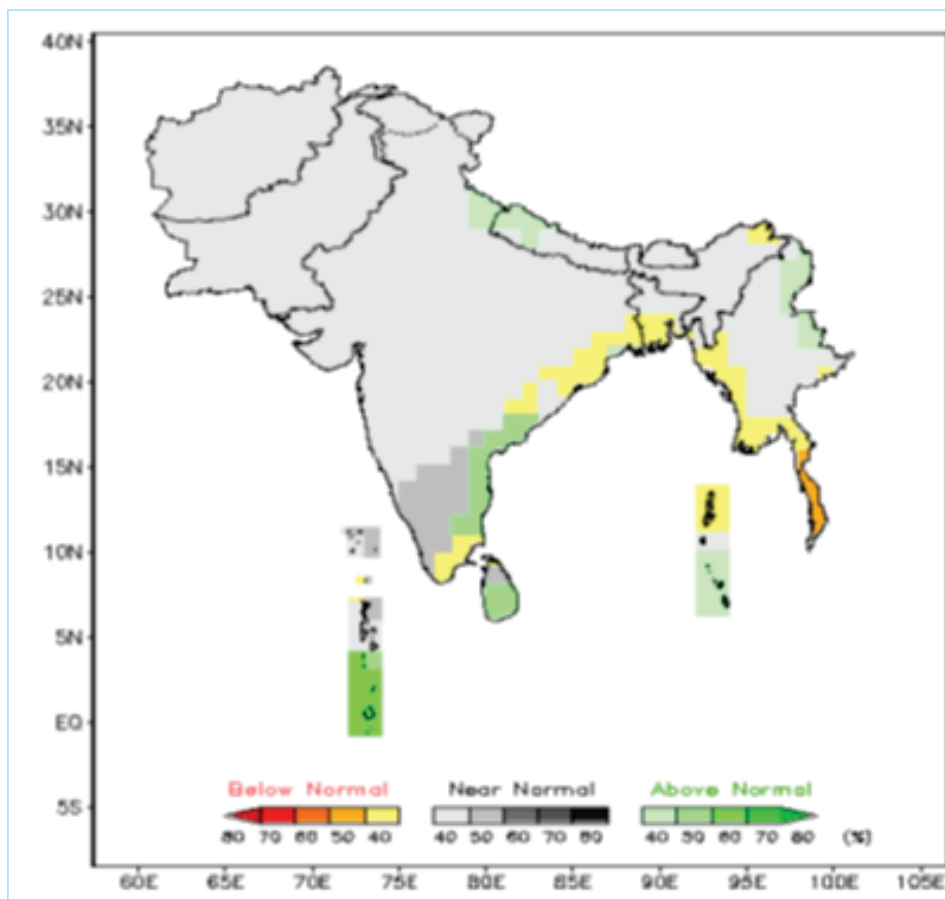 40N
35N
30N
25N
20N
15N
10N
5N
EQ
5S
Below Normal Near Normal Above Normal
80 70 60 50 40 40 50 60 70 80 40 50 60 70 80 (%)
60E 65E 70E 75E 80E 85E 90E 95E 100E 105E